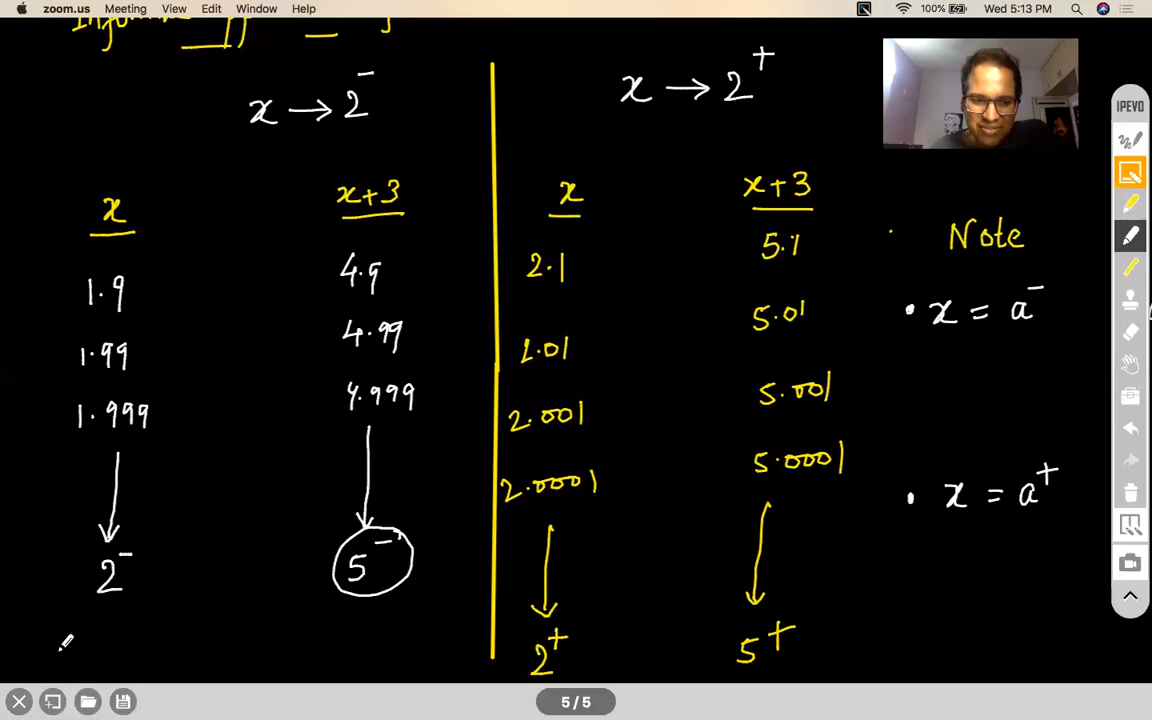 zoom.us Meeting View Edit Window Help 100% Wed 5:13 PM
x → 2⁻
x x+3
1.9 4.9
1.99 4.99
1.999 4.999
2⁻ 5⁻
x → 2⁺
x x+3
2.1 5.1
2.01 5.01
2.001 5.001
2.0001 5.0001
2⁺ 5⁺
Note
• x = a⁻
• x = a⁺
IPEVO
5 / 5